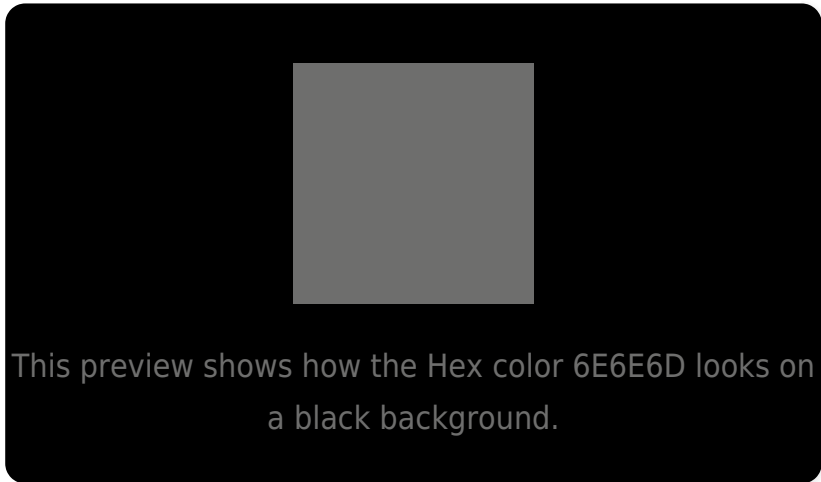 This preview shows how the Hex color 6E6E6D looks on
a black background.